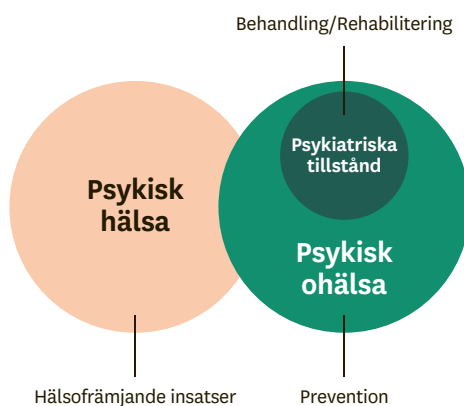 Behandling/Rehabilitering
Psykiatriska
tillstånd
Psykisk
hälsa
Psykisk
ohälsa
Hälsofrämjande insatser
Prevention